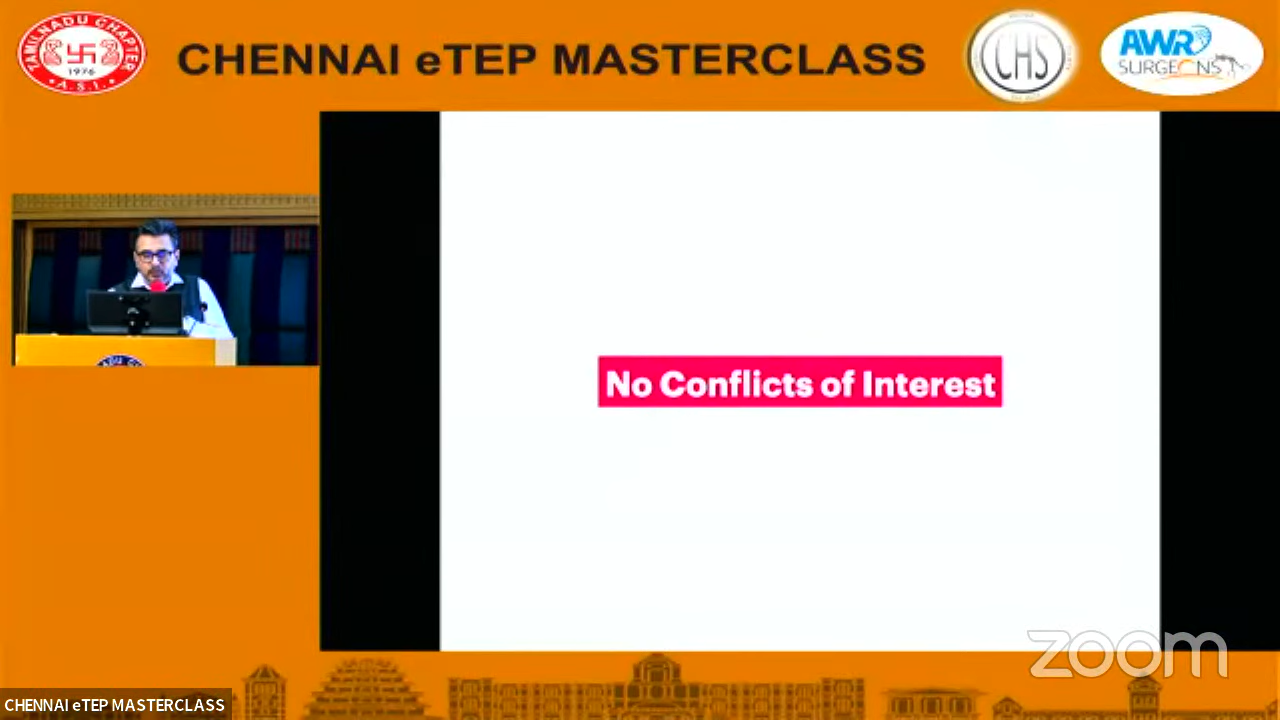 TAMILNADU CHAPTER
1976
A.S.I.
CHENNAI eTEP MASTERCLASS
CHS
AWR
SURGEONS
No Conflicts of Interest
zoom
CHENNAI eTEP MASTERCLASS